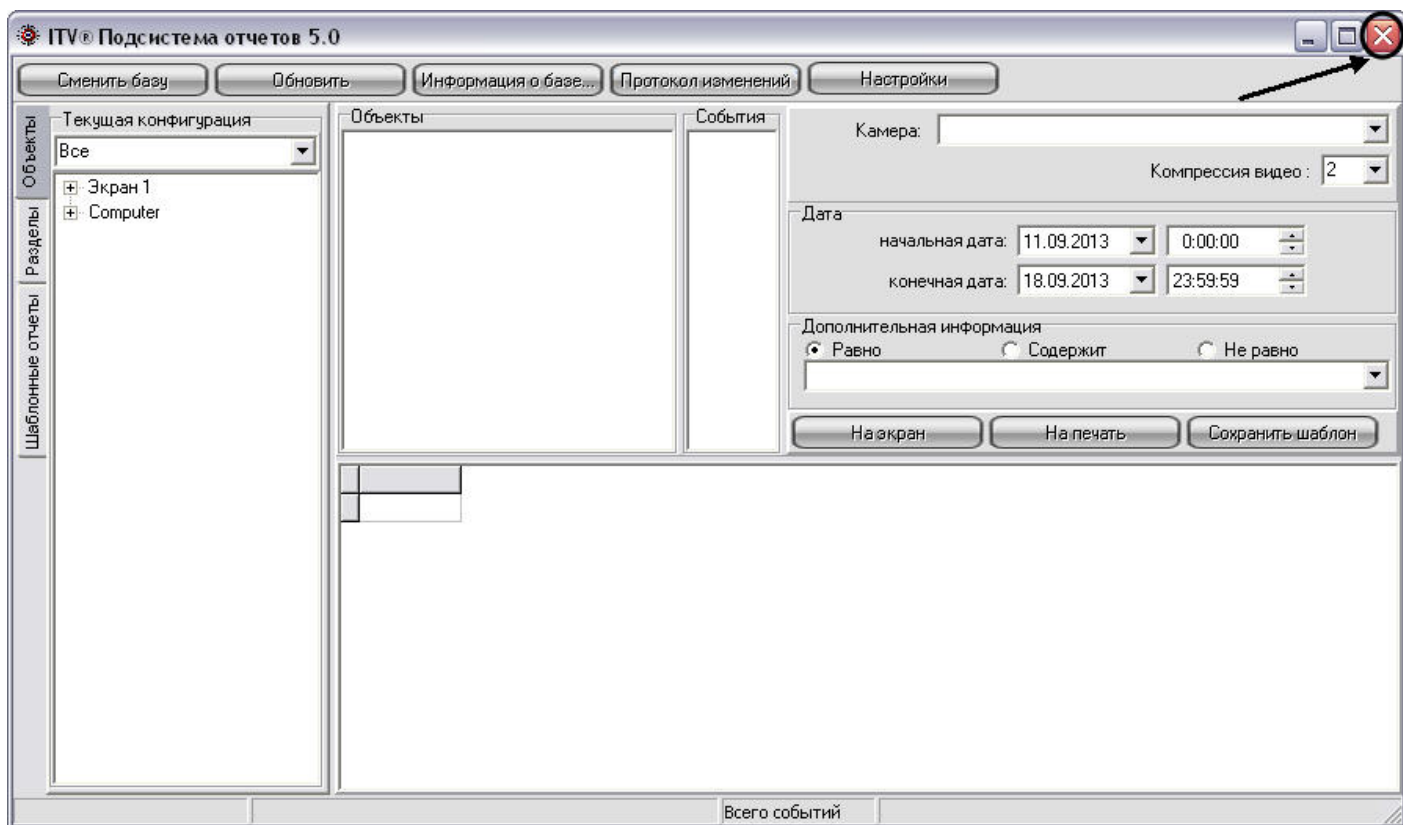 ITV® Подсистема отчетов 5.0
Сменить базу Обновить Информация о базе... Протокол изменений Настройки
Объекты
Разделы
Шаблонные отчеты
Текущая конфигурация
Все
Экран 1
Computer
Объекты
События
Камера:
Компрессия видео : 2
Дата
начальная дата: 11.09.2013 0:00:00
конечная дата: 18.09.2013 23:59:59
Дополнительная информация
Равно Содержит Не равно
На экран На печать Сохранить шаблон
Всего событий